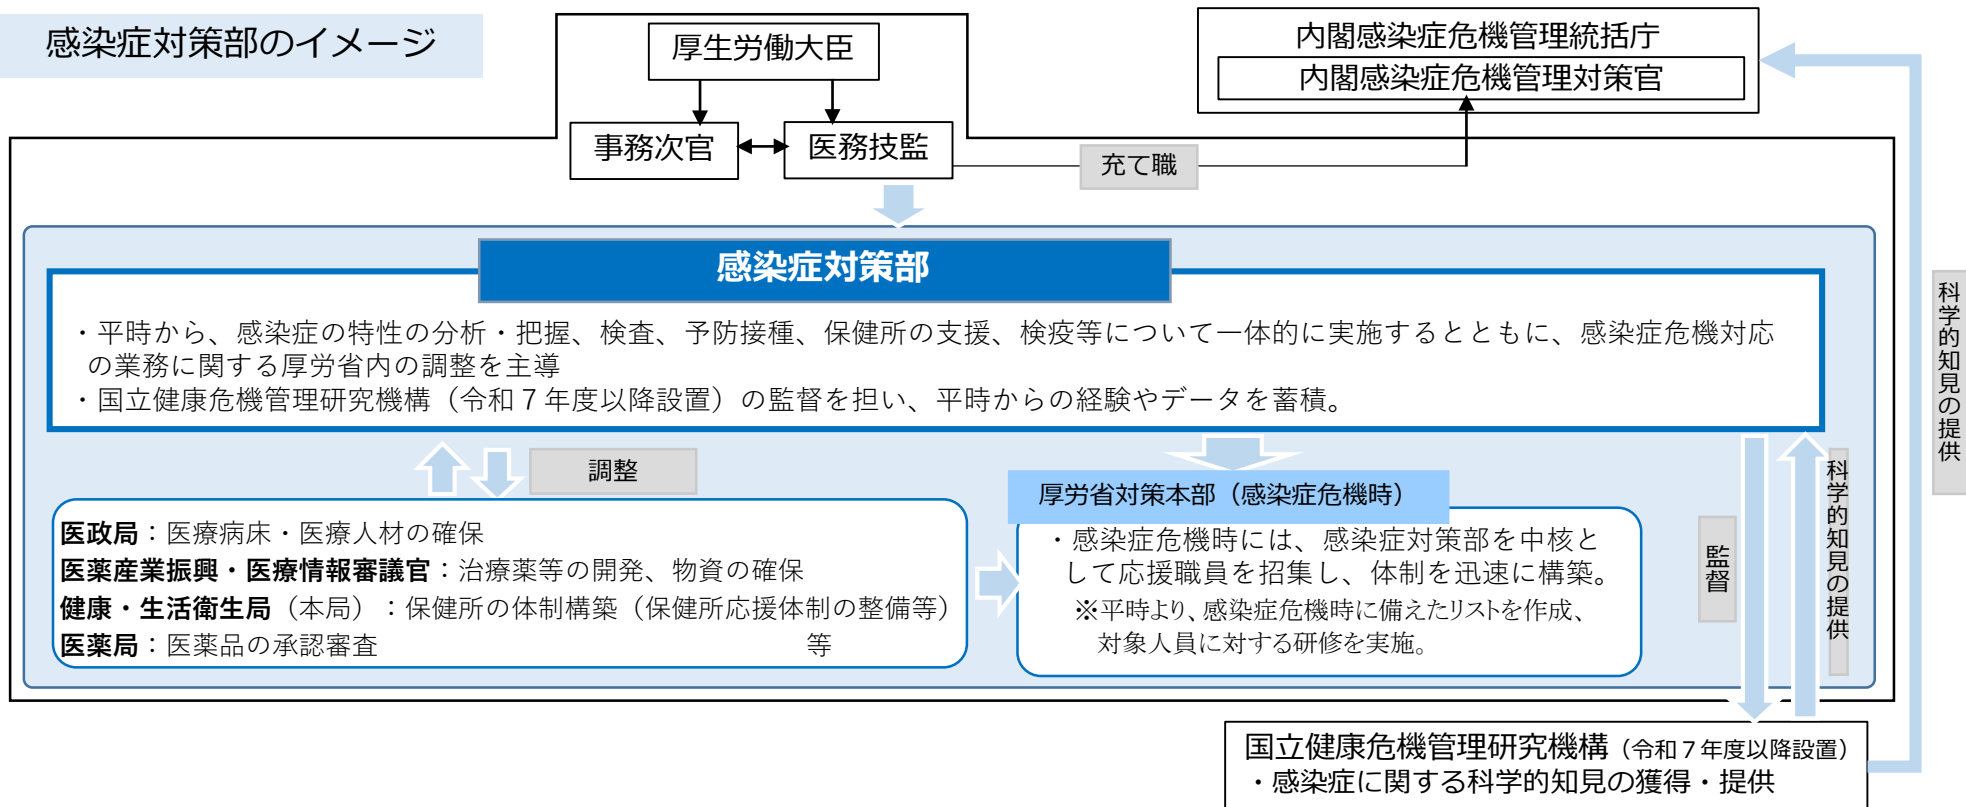 感染症対策部のイメージ
厚生労働大臣
事務次官
医務技監
充て職
内閣感染症危機管理統括庁
内閣感染症危機管理対策官
感染症対策部
・平時から、感染症の特性の分析・把握、検査、予防接種、保健所の支援、検疫等について一体的に実施するとともに、感染症危機対応
の業務に関する厚労省内の調整を主導
・国立健康危機管理研究機構（令和７年度以降設置）の監督を担い、平時からの経験やデータを蓄積。
調整
医政局：医療病床・医療人材の確保
医薬産業振興・医療情報審議官：治療薬等の開発、物資の確保
健康・生活衛生局（本局）：保健所の体制構築（保健所応援体制の整備等）
医薬局：医薬品の承認審査 等
厚労省対策本部（感染症危機時）
・感染症危機時には、感染症対策部を中核と
して応援職員を招集し、体制を迅速に構築。
※平時より、感染症危機時に備えたリストを作成、
対象人員に対する研修を実施。
監督
科学的知見の提供
科学的知見の提供
国立健康危機管理研究機構（令和７年度以降設置）
・感染症に関する科学的知見の獲得・提供